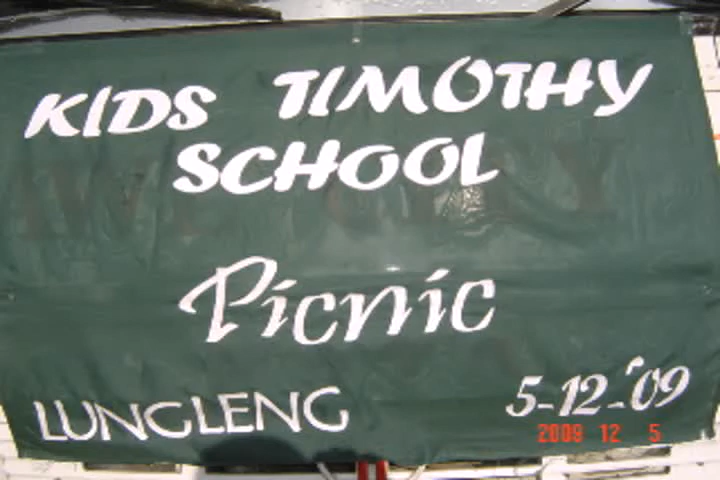 KIDS TIMOTHY
SCHOOL
Picnic
LUNGLENG
5-12-'09
2009 12 5